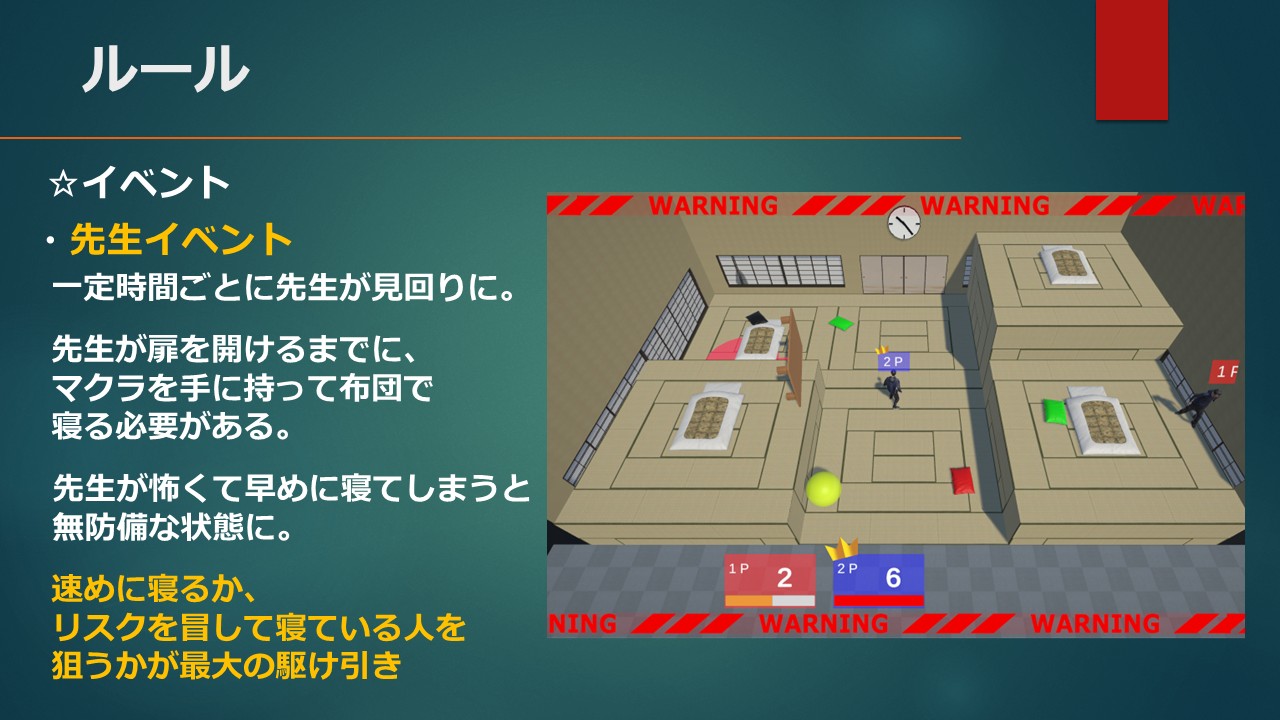 ルール
☆イベント
・先生イベント
一定時間ごとに先生が見回りに。
先生が扉を開けるまでに、
マクラを手に持って布団で
寝る必要がある。
先生が怖くて早めに寝てしまうと
無防備な状態に。
速めに寝るか、
リスクを冒して寝ている人を
狙うかが最大の駆け引き
WARNING WARNING WAR
2P
1P
1P 2 2P 6
NING WARNING WARNING